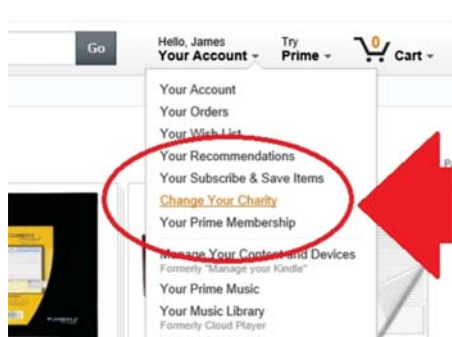 Go
Hello, James
Your Account
Try
Prime
0
Cart
Your Account
Your Orders
Your Wish List
Your Recommendations
Your Subscribe & Save Items
Change Your Charity
Your Prime Membership
Manage Your Content and Devices
Formerly "Manage your Kindle"
Your Prime Music
Your Music Library
Formerly Cloud Player